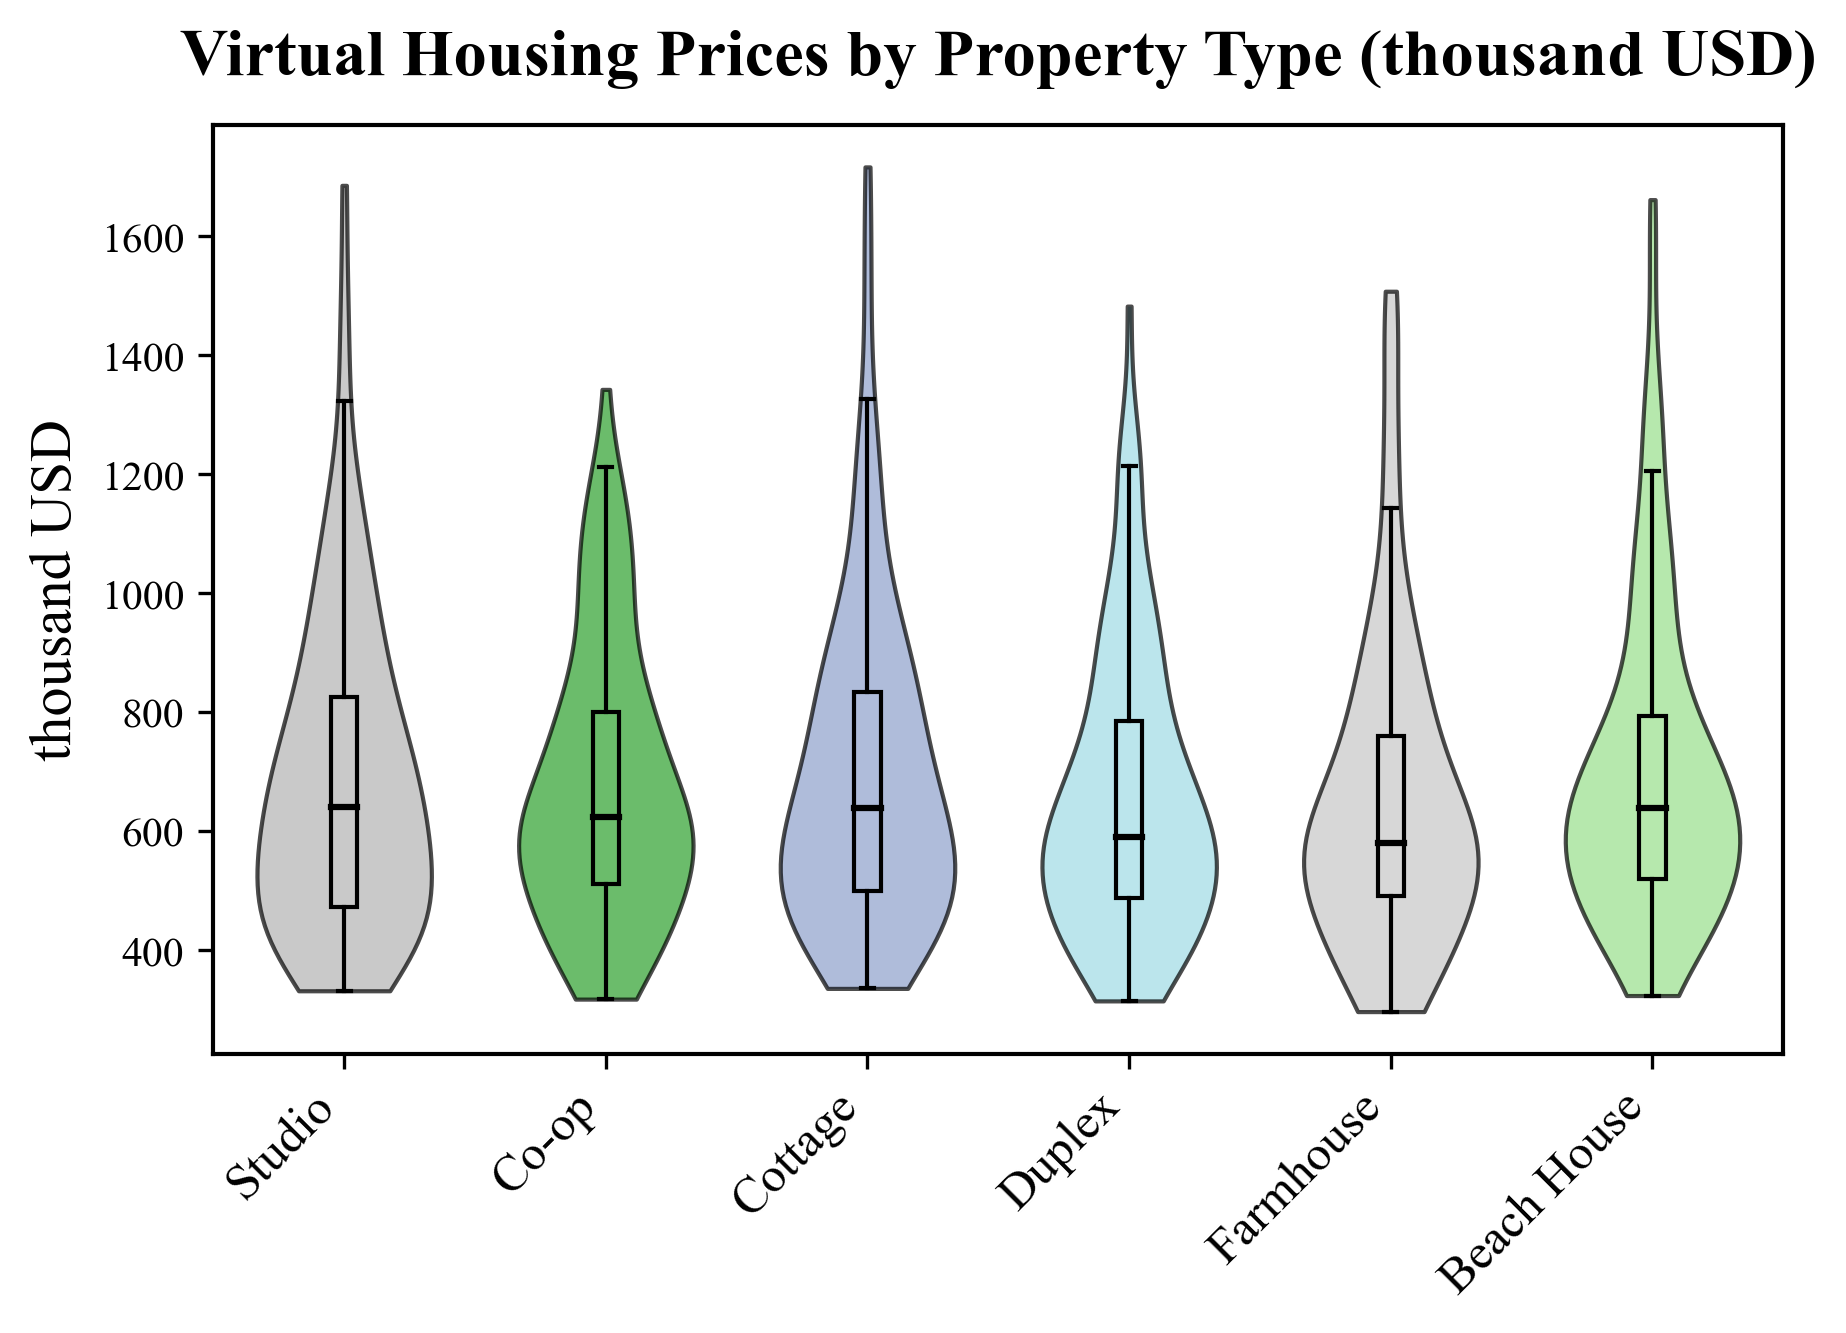 Virtual Housing Prices by Property Type (thousand USD)
thousand USD
1600
1400
1200
1000
800
600
400
Studio
Co-op
Cottage
Duplex
Farmhouse
Beach House